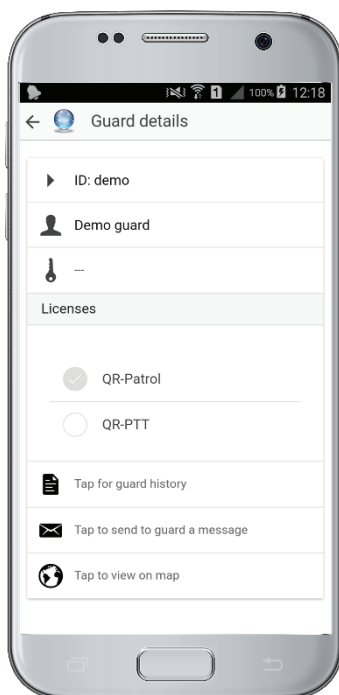 1 100% 12:18
Guard details
ID: demo
Demo guard
---
Licenses
QR-Patrol
QR-PTT
Tap for guard history
Tap to send to guard a message
Tap to view on map